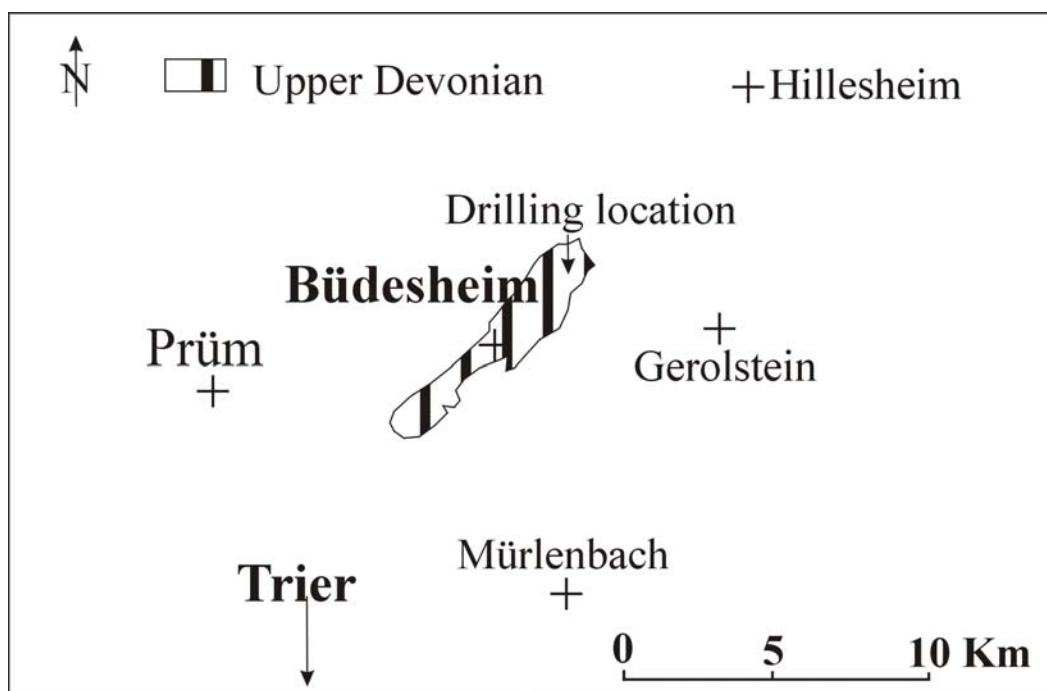 N
Upper Devonian
Hillesheim
Drilling location
Büdesheim
Prüm
Gerolstein
Mürlenbach
Trier
0 5 10 Km